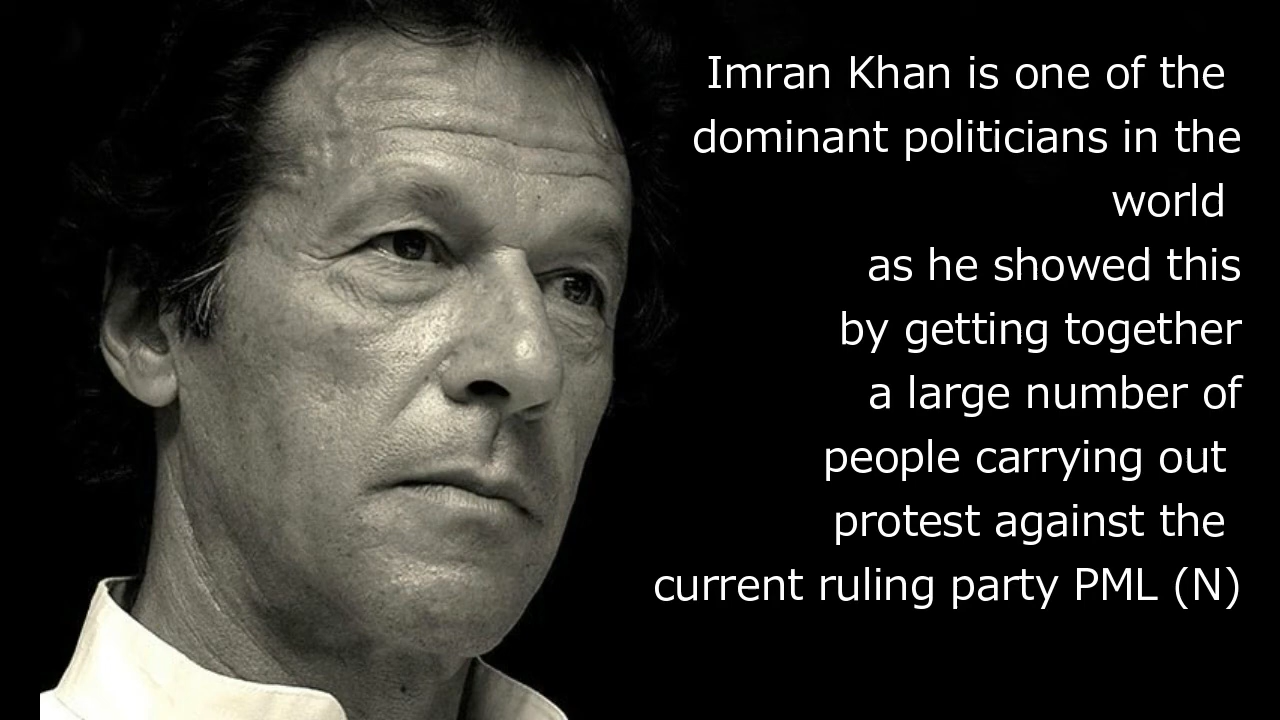 Imran Khan is one of the
dominant politicians in the
world
as he showed this
by getting together
a large number of
people carrying out
protest against the
current ruling party PML (N)